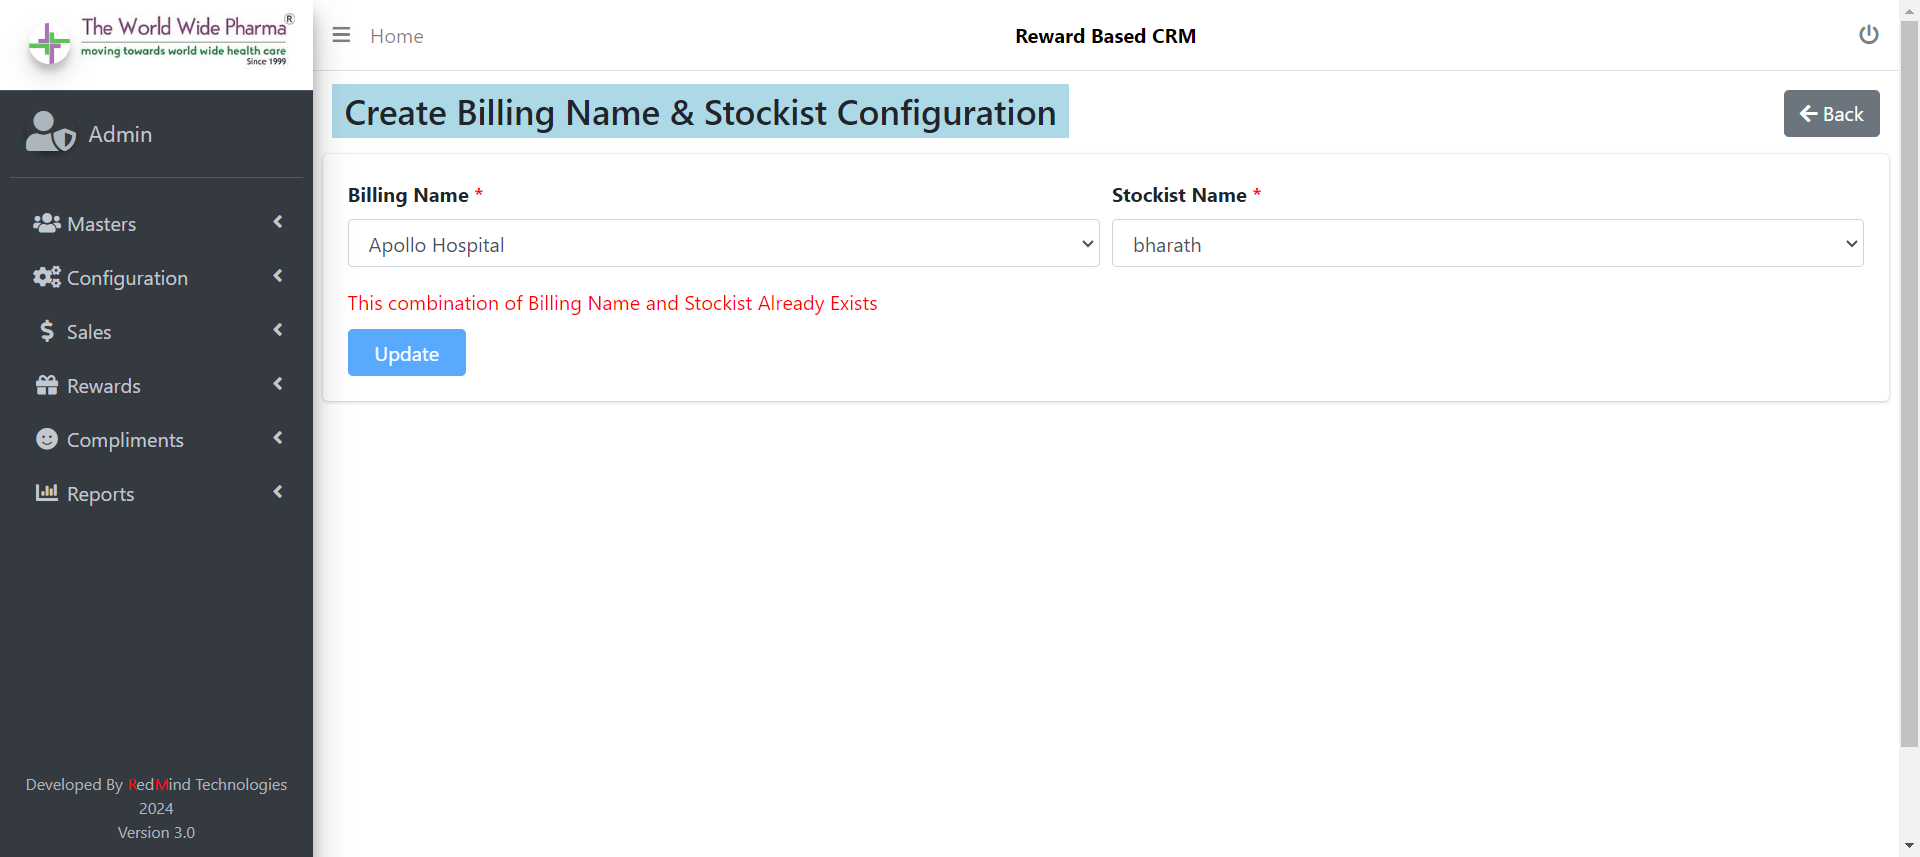 The World Wide Pharma®
moving towards world wide health care
Since 1999
Home
Reward Based CRM
Admin
Masters
Configuration
Sales
Rewards
Compliments
Reports
Developed By RedMind Technologies
2024
Version 3.0
Create Billing Name & Stockist Configuration
Back
Billing Name *
Stockist Name *
Apollo Hospital
bharath
This combination of Billing Name and Stockist Already Exists
Update